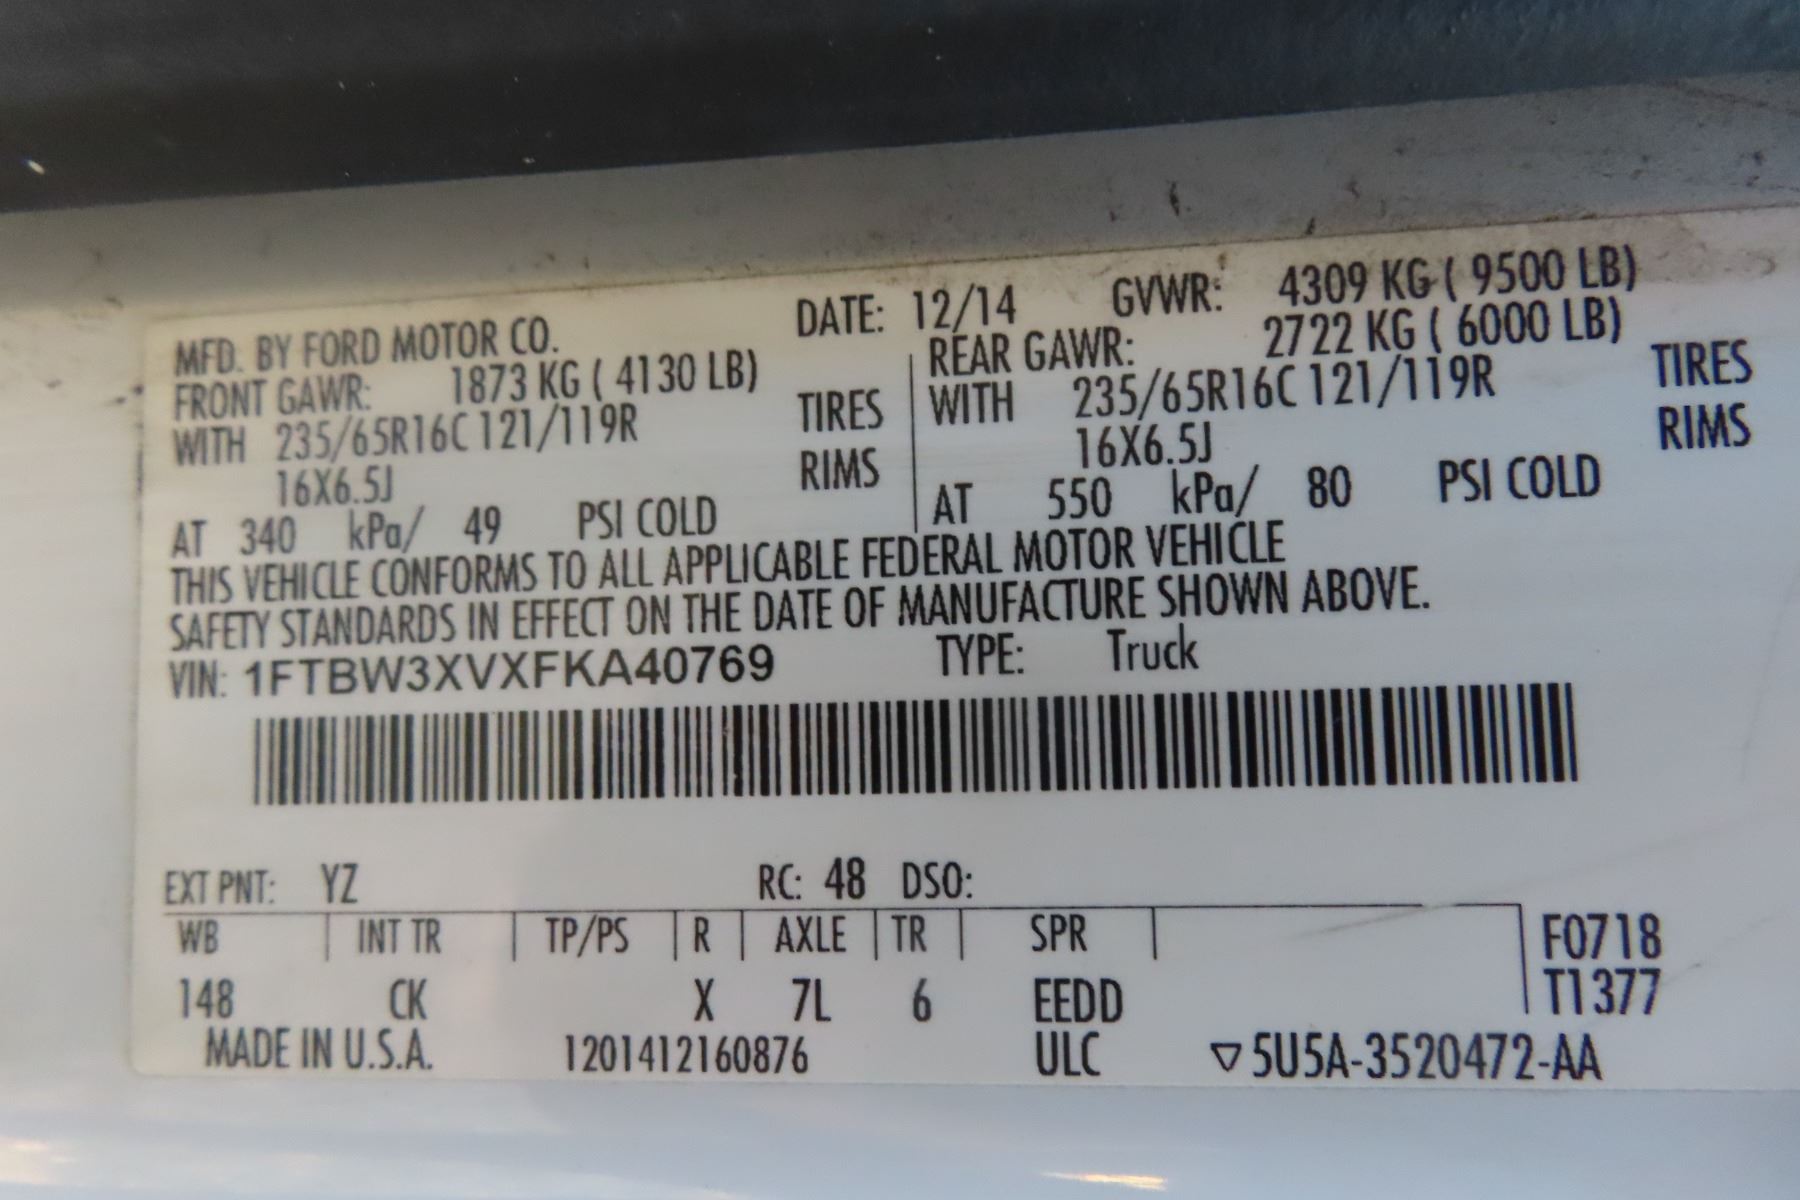 MFD. BY FORD MOTOR CO. DATE: 12/14 GVWR: 4309 KG ( 9500 LB)
FRONT GAWR: 1873 KG ( 4130 LB) REAR GAWR: 2722 KG ( 6000 LB)
WITH 235/65R16C 121/119R TIRES WITH 235/65R16C 121/119R TIRES
16X6.5J RIMS 16X6.5J RIMS
AT 340 kPa/ 49 PSI COLD AT 550 kPa/ 80 PSI COLD
THIS VEHICLE CONFORMS TO ALL APPLICABLE FEDERAL MOTOR VEHICLE
SAFETY STANDARDS IN EFFECT ON THE DATE OF MANUFACTURE SHOWN ABOVE.
VIN: 1FTBW3XVXFKA40769 TYPE: Truck
EXT PNT: YZ RC: 48 DSO:
WB INT TR TP/PS R AXLE TR SPR F0718
148 CK X 7L 6 EEDD T1377
MADE IN U.S.A. 1201412160876 ULC ▽5U5A-3520472-AA